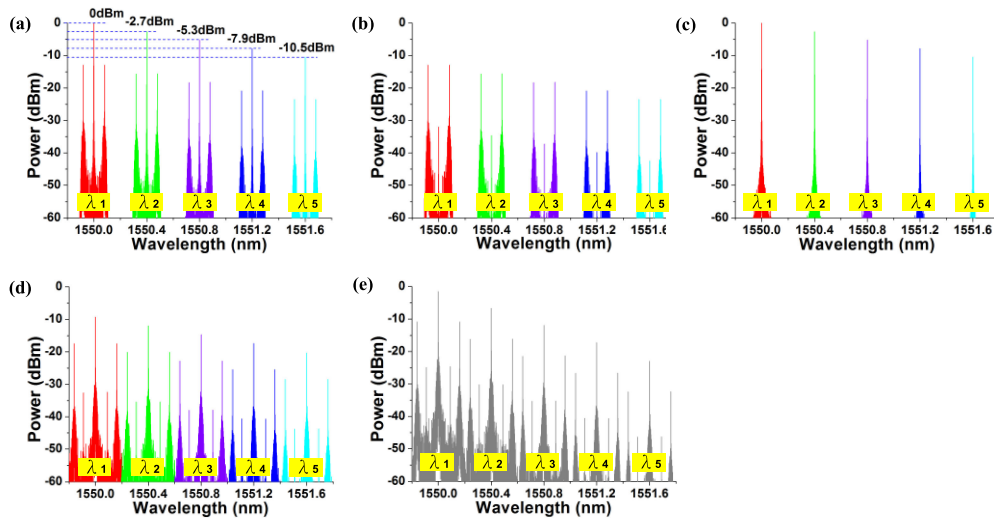 (a)
0dBm
-2.7dBm
-5.3dBm
-7.9dBm
-10.5dBm
0
-10
-20
-30
-40
-50
-60
Power (dBm)
λ 1
λ 2
λ 3
λ 4
λ 5
1550.0 1550.4 1550.8 1551.2 1551.6
Wavelength (nm)
(b)
0
-10
-20
-30
-40
-50
-60
Power (dBm)
λ 1
λ 2
λ 3
λ 4
λ 5
1550.0 1550.4 1550.8 1551.2 1551.6
Wavelength (nm)
(c)
0
-10
-20
-30
-40
-50
-60
Power (dBm)
λ 1
λ 2
λ 3
λ 4
λ 5
1550.0 1550.4 1550.8 1551.2 1551.6
Wavelength (nm)
(d)
0
-10
-20
-30
-40
-50
-60
Power (dBm)
λ 1
λ 2
λ 3
λ 4
λ 5
1550.0 1550.4 1550.8 1551.2 1551.6
Wavelength (nm)
(e)
0
-10
-20
-30
-40
-50
-60
Power (dBm)
λ 1
λ 2
λ 3
λ 4
λ 5
1550.0 1550.4 1550.8 1551.2 1551.6
Wavelength (nm)